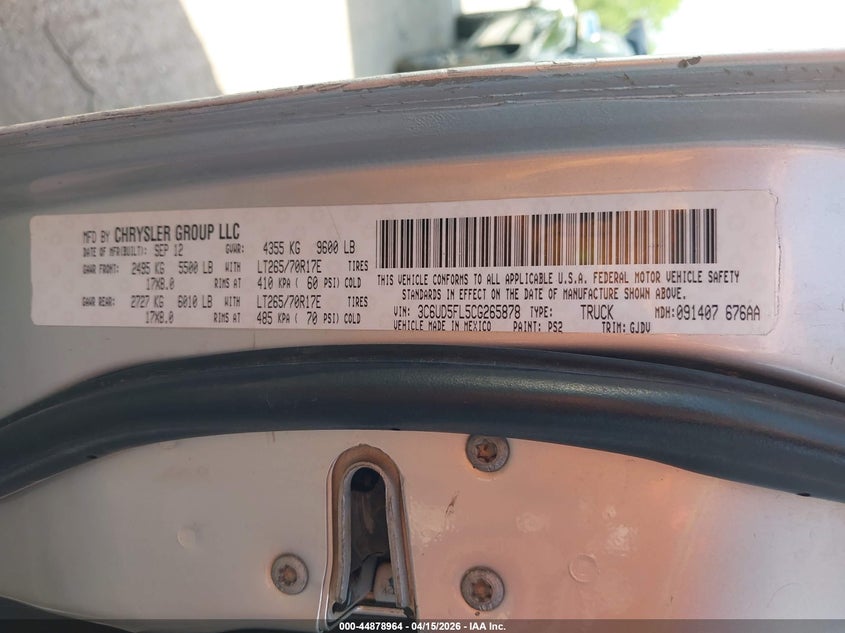 MFD BY CHRYSLER GROUP LLC
DATE OF MFR(BUILT): SEP 12 GVWR: 4355 KG 9600 LB
GAWR FRONT: 2495 KG 5500 LB WITH LT265/70R17E TIRES
17X8.0 RIMS AT 410 KPA ( 60 PSI) COLD
GAWR REAR: 2727 KG 6010 LB WITH LT265/70R17E TIRES
17X8.0 RIMS AT 485 KPA ( 70 PSI) COLD
THIS VEHICLE CONFORMS TO ALL APPLICABLE U.S.A. FEDERAL MOTOR VEHICLE SAFETY
STANDARDS IN EFFECT ON THE DATE OF MANUFACTURE SHOWN ABOVE.
VIN: 3C6UD5FL5CG265878 TYPE: TRUCK MDH:091407 676AA
VEHICLE MADE IN MEXICO PAINT: PS2 TRIM: GJDV
000-44878964 - 04/15/2026 - IAA Inc.